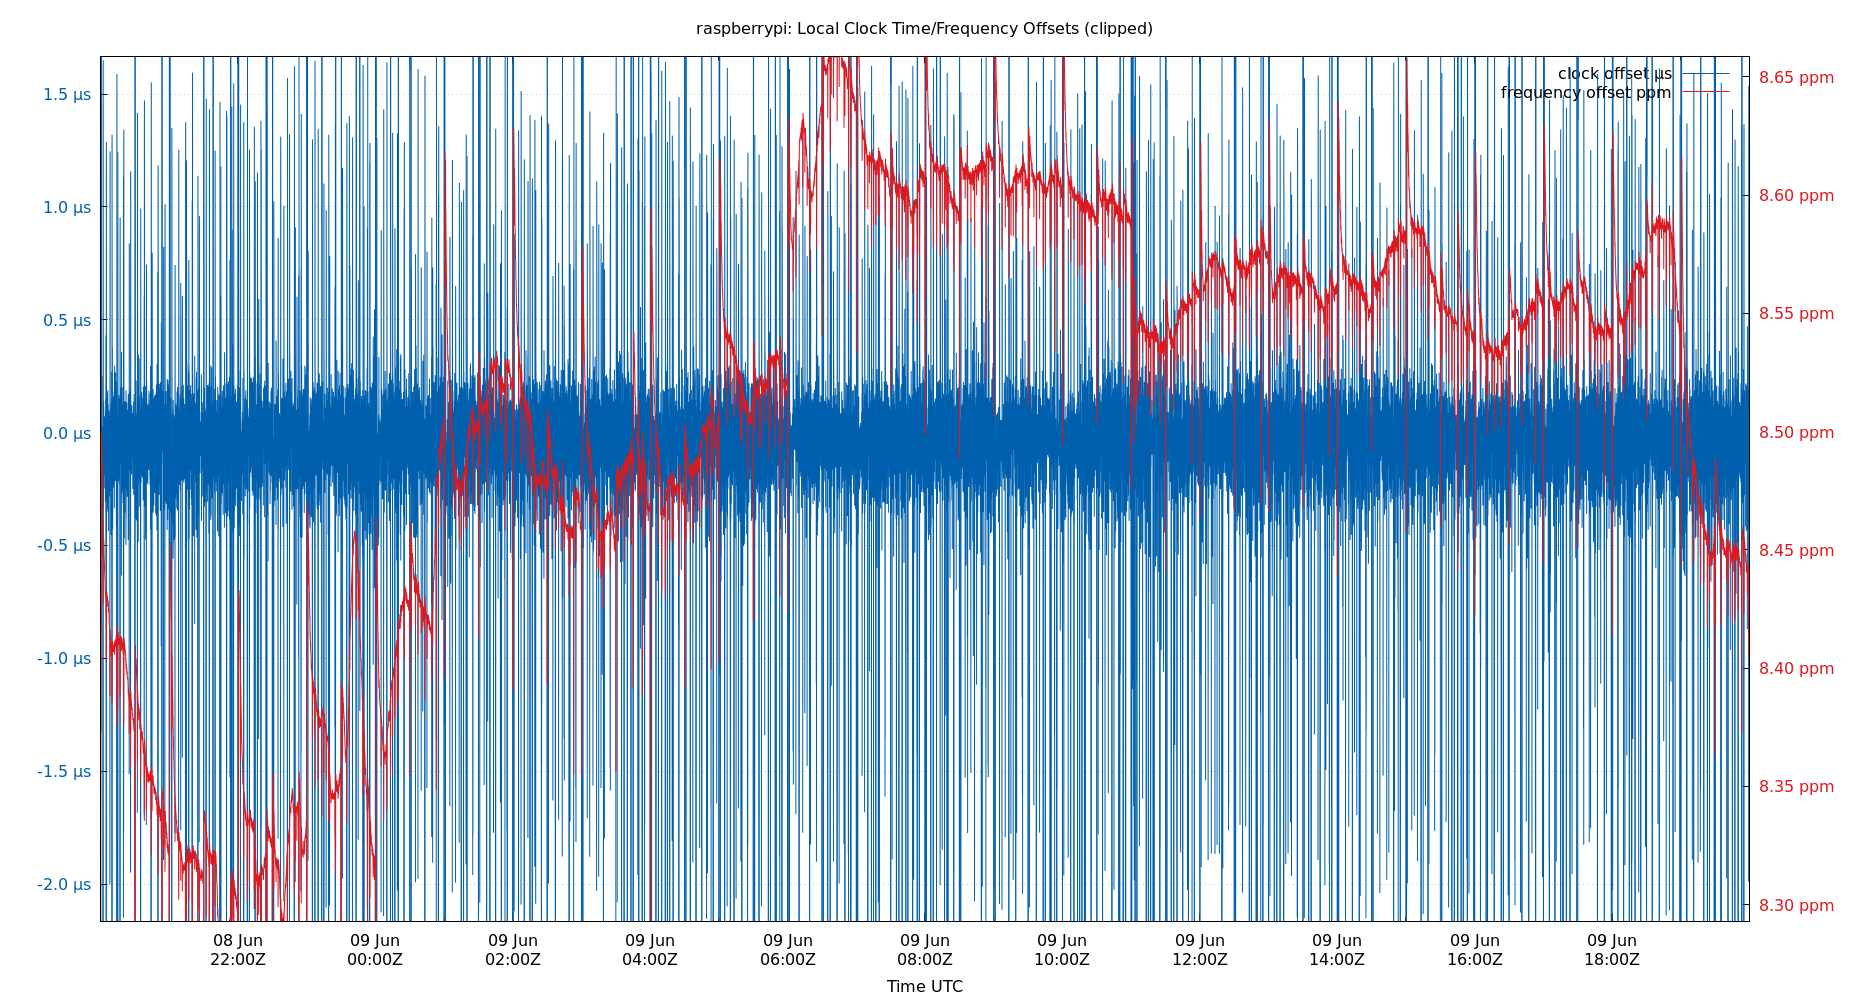 raspberrypi: Local Clock Time/Frequency Offsets (clipped)
clock offset µs
frequency offset ppm
1.5 µs
1.0 µs
0.5 µs
0.0 µs
-0.5 µs
-1.0 µs
-1.5 µs
-2.0 µs
8.65 ppm
8.60 ppm
8.55 ppm
8.50 ppm
8.45 ppm
8.40 ppm
8.35 ppm
8.30 ppm
08 Jun 09 Jun 09 Jun 09 Jun 09 Jun 09 Jun 09 Jun 09 Jun 09 Jun 09 Jun 09 Jun
22:00Z 00:00Z 02:00Z 04:00Z 06:00Z 08:00Z 10:00Z 12:00Z 14:00Z 16:00Z 18:00Z
Time UTC